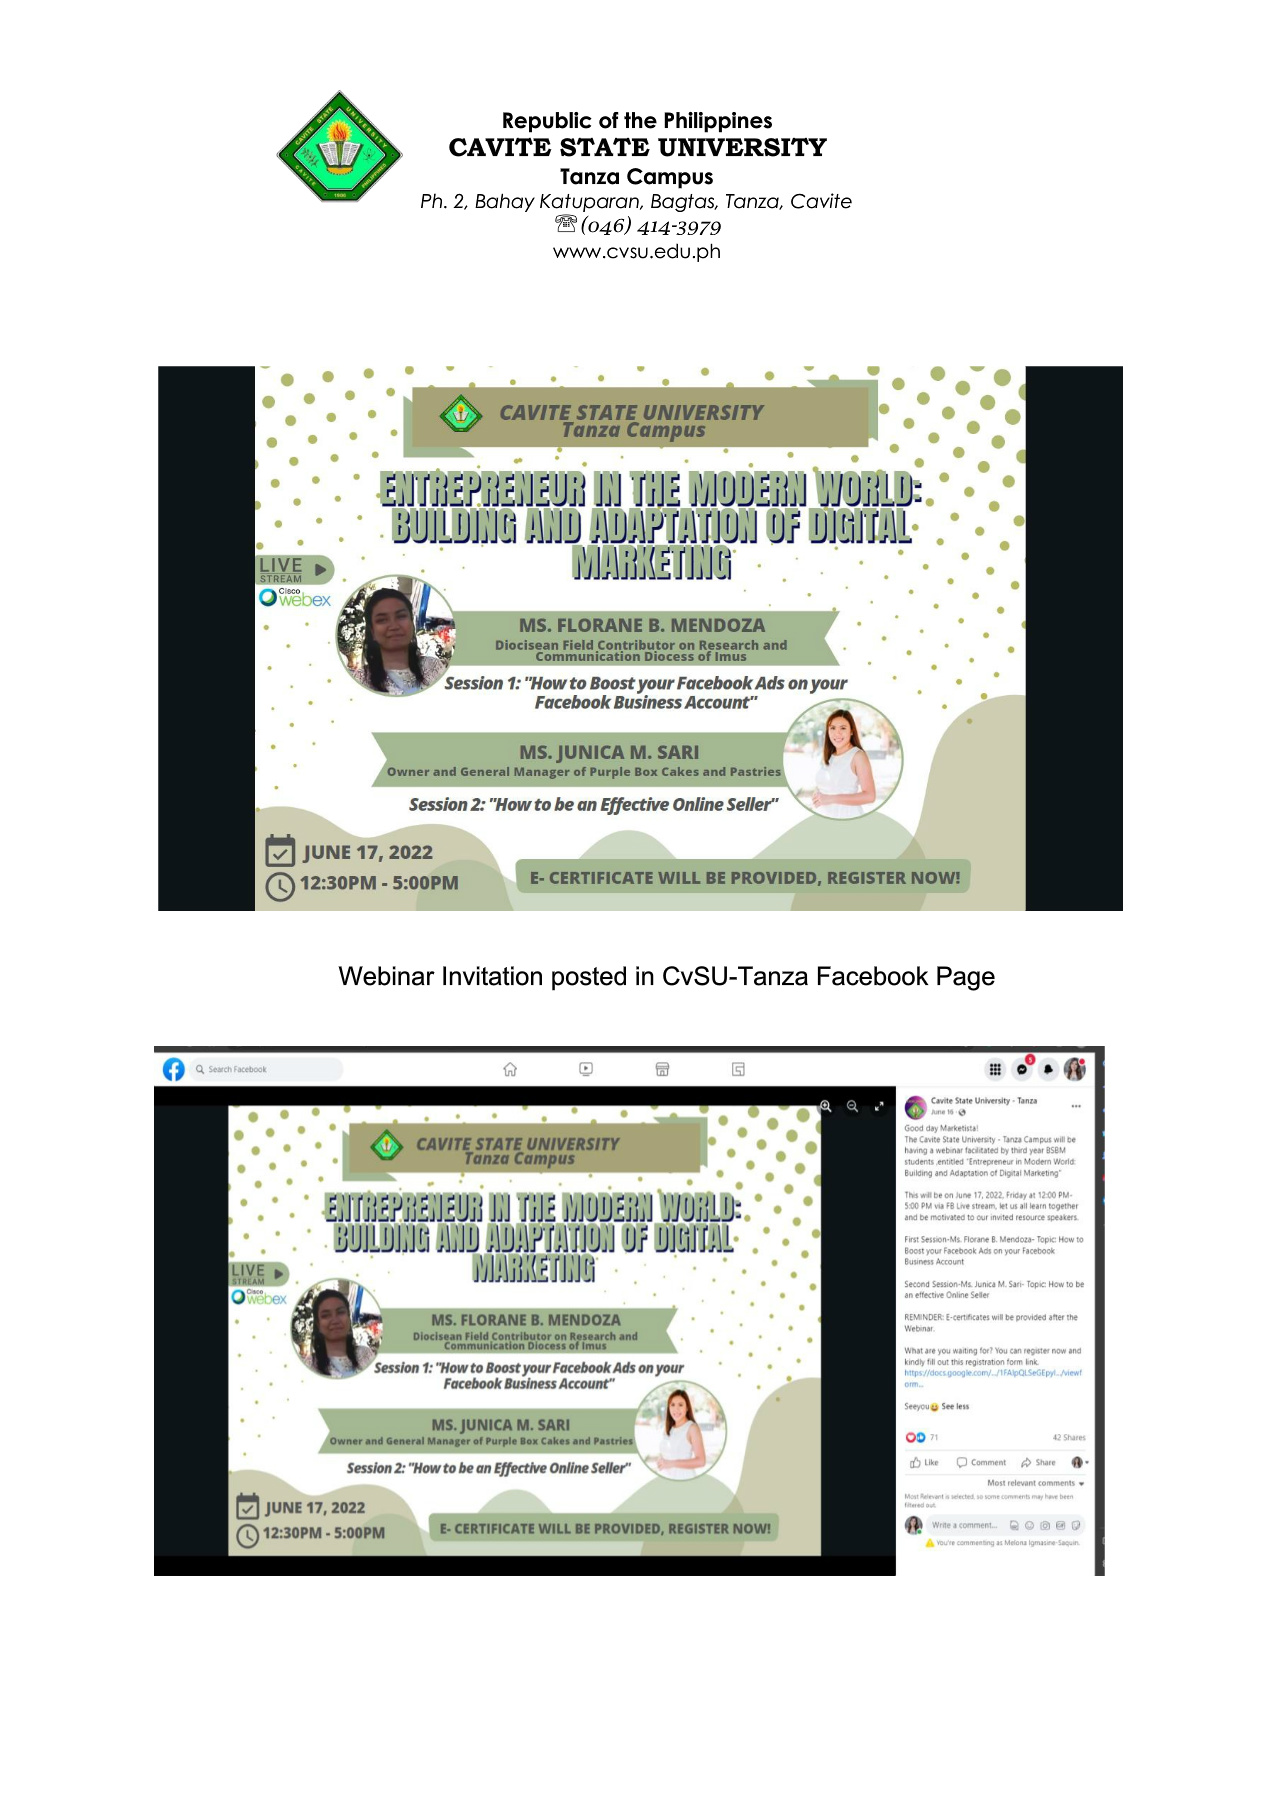 Republic of the Philippines
CAVITE STATE UNIVERSITY
Tanza Campus
Ph. 2, Bahay Katuparan, Bagtas, Tanza, Cavite
☏(046) 414-3979
www.cvsu.edu.ph
CAVITE STATE UNIVERSITY
Tanza Campus
ENTREPRENEUR IN THE MODERN WORLD:
BUILDING AND ADAPTATION OF DIGITAL
MARKETING
LIVE
STREAM
Cisco
webex
MS. FLORANE B. MENDOZA
Diocisean Field Contributor on Research and
Communication Diocess of Imus
Session 1: "How to Boost your Facebook Ads on your
Facebook Business Account"
MS. JUNICA M. SARI
Owner and General Manager of Purple Box Cakes and Pastries
Session 2: "How to be an Effective Online Seller"
JUNE 17, 2022
12:30PM - 5:00PM
E- CERTIFICATE WILL BE PROVIDED, REGISTER NOW!
Webinar Invitation posted in CvSU-Tanza Facebook Page
Search Facebook
CAVITE STATE UNIVERSITY
Tanza Campus
ENTREPRENEUR IN THE MODERN WORLD:
BUILDING AND ADAPTATION OF DIGITAL
MARKETING
LIVE
STREAM
Cisco
webex
MS. FLORANE B. MENDOZA
Diocisean Field Contributor on Research and
Communication Diocess of Imus
Session 1: "How to Boost your Facebook Ads on your
Facebook Business Account"
MS. JUNICA M. SARI
Owner and General Manager of Purple Box Cakes and Pastries
Session 2: "How to be an Effective Online Seller"
JUNE 17, 2022
12:30PM - 5:00PM
E- CERTIFICATE WILL BE PROVIDED, REGISTER NOW!
Cavite State University - Tanza
June 16
Good day Marketista!
The Cavite State University - Tanza Campus will be
having a webinar facilitated by third year BSBM
students ,entitled "Entrepreneur in Modern World:
Building and Adaptation of Digital Marketing"
This will be on June 17, 2022, Friday at 12:00 PM-
5:00 PM via FB Live stream, let us all learn together
and be motivated to our invited resource speakers.
First Session-Ms. Florane B. Mendoza- Topic: How to
Boost your Facebook Ads on your Facebook
Business Account
Second Session-Ms. Junica M. Sari- Topic: How to be
an effective Online Seller
REMINDER: E-certificates will be provided after the
Webinar.
What are you waiting for? You can register now and
kindly fill out this registration form link.
https://docs.google.com/.../1FAIpQLSeGEpyl.../viewf
orm...
Seeyou😀 See less
71 42 Shares
Like Comment Share
Most relevant comments
Most Relevant is selected, so some comments may have been
filtered out.
Write a comment...
You're commenting as Melona Igmasine-Saquin.